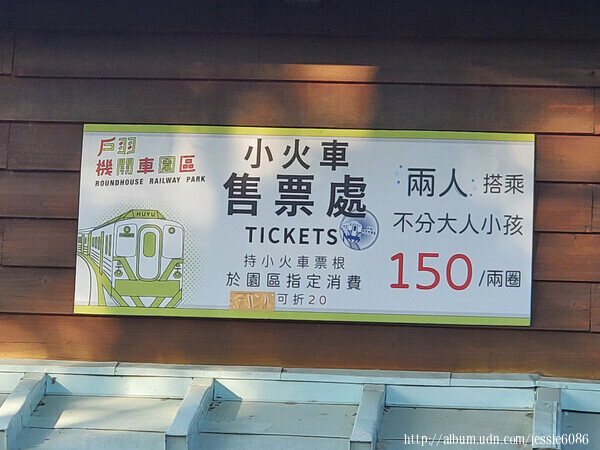 戶羽
機關車園區
ROUNDHOUSE RAILWAY PARK
HUYU
小火車
售票處
TICKETS
持小火車票根
於園區指定消費
可折20
兩人 搭乘
不分大人小孩
150/兩圈
http://album.udn.com/jessie6086